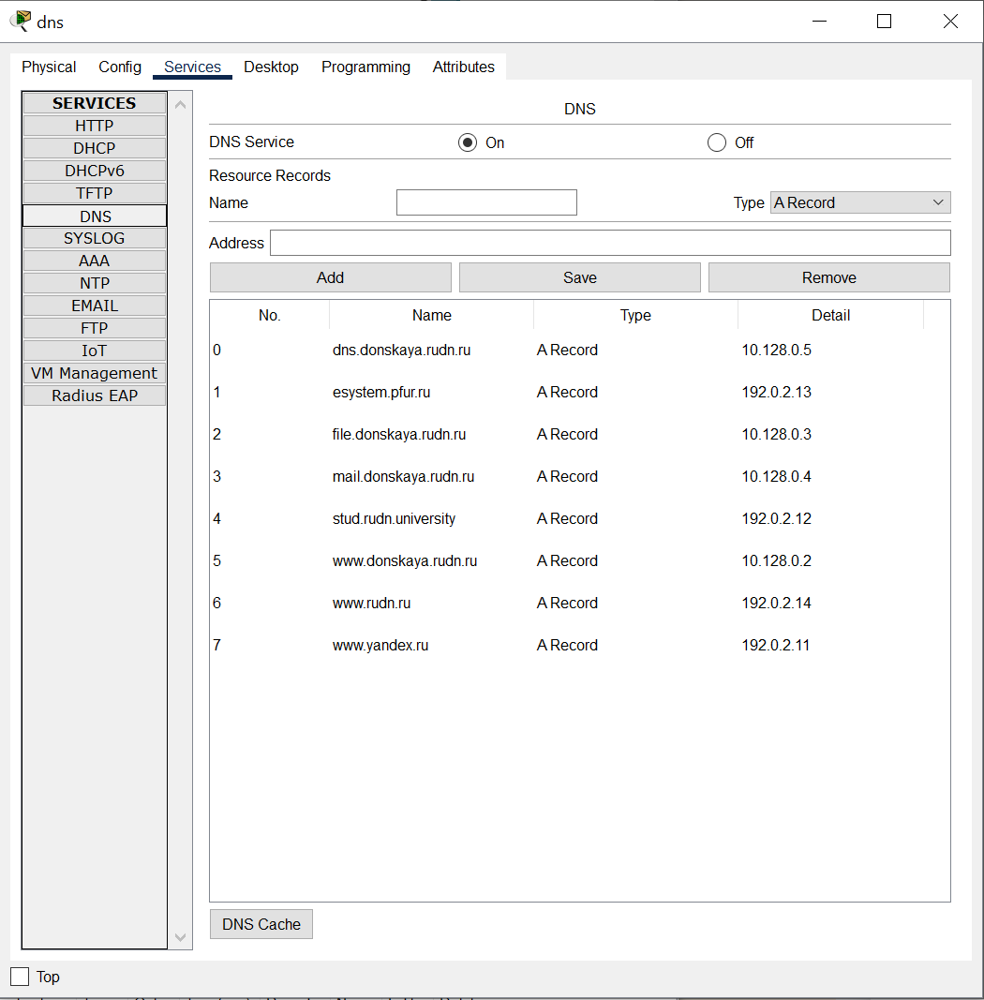 dns
Physical Config Services Desktop Programming Attributes
SERVICES
HTTP
DHCP
DHCPv6
TFTP
DNS
SYSLOG
AAA
NTP
EMAIL
FTP
IoT
VM Management
Radius EAP
DNS
DNS Service On Off
Resource Records
Name Type A Record
Address
Add Save Remove
No. Name Type Detail
0 dns.donskaya.rudn.ru A Record 10.128.0.5
1 esystem.pfur.ru A Record 192.0.2.13
2 file.donskaya.rudn.ru A Record 10.128.0.3
3 mail.donskaya.rudn.ru A Record 10.128.0.4
4 stud.rudn.university A Record 192.0.2.12
5 www.donskaya.rudn.ru A Record 10.128.0.2
6 www.rudn.ru A Record 192.0.2.14
7 www.yandex.ru A Record 192.0.2.11
DNS Cache
Top